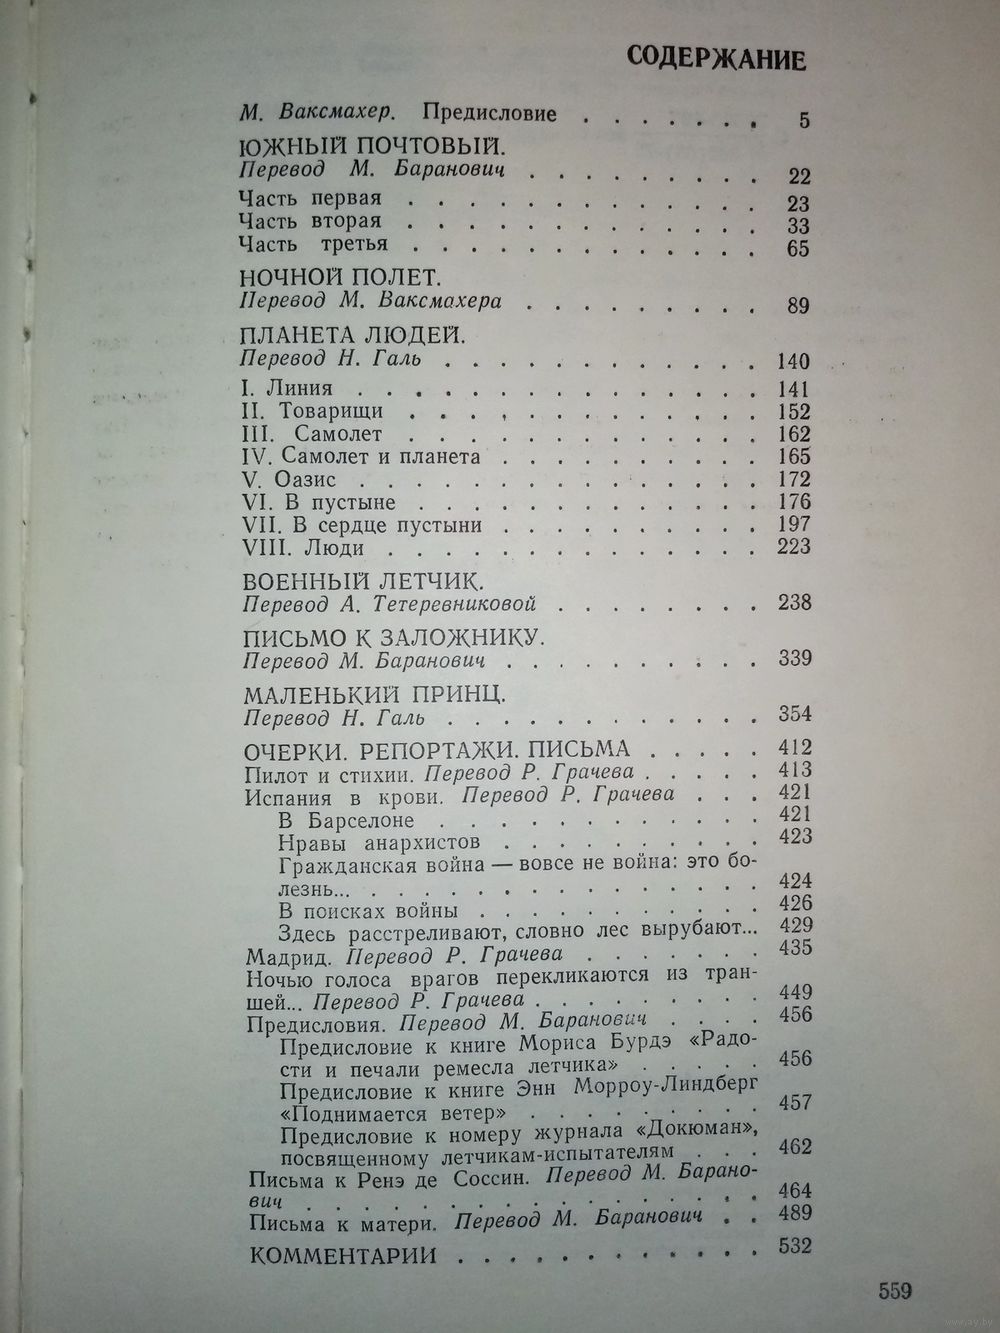 СОДЕРЖАНИЕ
М. Ваксмахер. Предисловие . . . . . . . 5
ЮЖНЫЙ ПОЧТОВЫЙ.
Перевод М. Баранович . . . . . . . . . 22
Часть первая . . . . . . . . . . . . . 23
Часть вторая . . . . . . . . . . . . . 33
Часть третья . . . . . . . . . . . . . 65
НОЧНОЙ ПОЛЕТ.
Перевод М. Ваксмахера . . . . . . . . . 89
ПЛАНЕТА ЛЮДЕЙ.
Перевод Н. Галь . . . . . . . . . . . . 140
I. Линия . . . . . . . . . . . . . . . 141
II. Товарищи . . . . . . . . . . . . . 152
III. Самолет . . . . . . . . . . . . . 162
IV. Самолет и планета . . . . . . . . . 165
V. Оазис . . . . . . . . . . . . . . . 172
VI. В пустыне . . . . . . . . . . . . . 176
VII. В сердце пустыни . . . . . . . . . 197
VIII. Люди . . . . . . . . . . . . . . 223
ВОЕННЫЙ ЛЕТЧИК.
Перевод А. Тетеревниковой . . . . . . . . 238
ПИСЬМО К ЗАЛОЖНИКУ.
Перевод М. Баранович . . . . . . . . . . 339
МАЛЕНЬКИЙ ПРИНЦ.
Перевод Н. Галь . . . . . . . . . . . . 354
ОЧЕРКИ. РЕПОРТАЖИ. ПИСЬМА . . . . . 412
Пилот и стихии. Перевод Р. Грачева . . . . . 413
Испания в крови. Перевод Р. Грачева . . . 421
В Барселоне . . . . . . . . . . . . 421
Нравы анархистов . . . . . . . . . . 423
Гражданская война — вовсе не война: это бо-
лезнь... . . . . . . . . . . . . . . . 424
В поисках войны . . . . . . . . . . . 426
Здесь расстреливают, словно лес вырубают... 429
Мадрид. Перевод Р. Грачева . . . . . . . 435
Ночью голоса врагов перекликаются из тран-
шей... Перевод Р. Грачева . . . . . . . . . 449
Предисловия. Перевод М. Баранович . . . . 456
Предисловие к книге Мориса Бурдэ «Радо-
сти и печали ремесла летчика» . . . . . 456
Предисловие к книге Энн Морроу-Линдберг
«Поднимается ветер» . . . . . . . . . 457
Предисловие к номеру журнала «Докюман»,
посвященному летчикам-испытателям . . . 462
Письма к Ренэ де Соссин. Перевод М. Барано-
вич . . . . . . . . . . . . . . . . . 464
Письма к матери. Перевод М. Баранович . . 489
КОММЕНТАРИИ . . . . . . . . . . . . 532
559
www.ay.by